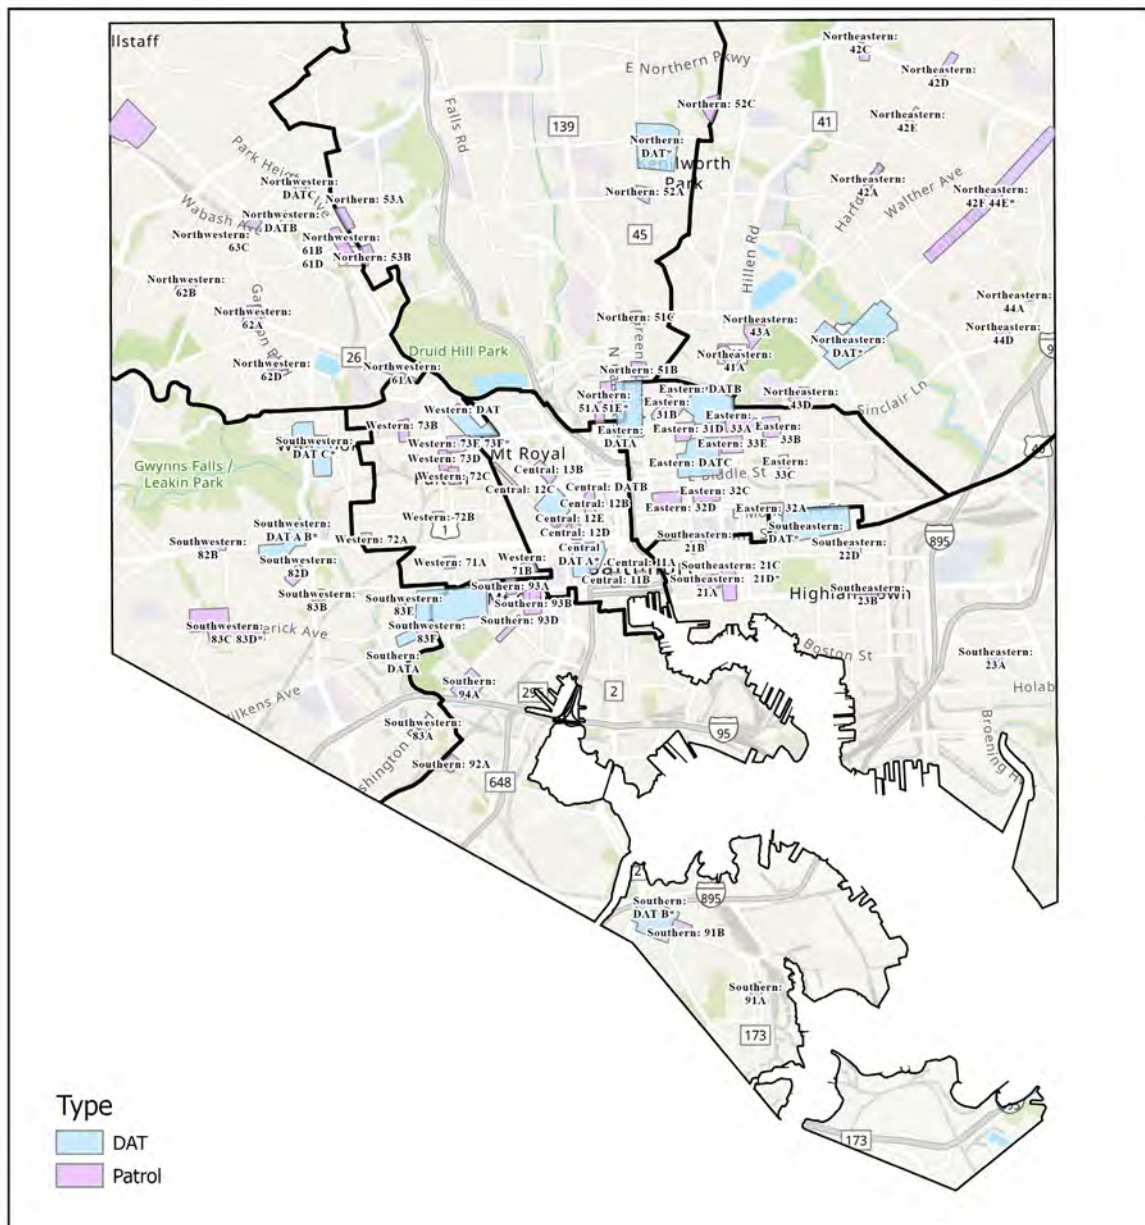 llstaff
Northeastern:
42C
E Northern Pkwy
Northeastern:
42D
Falls Rd
Northern: 52C
139
41
Northeastern:
42E
Northern:
DAT*
Park
Northern: 52A
Park Heights Ave
Northwestern:
DATC
Northern: 53A
Northeastern:
42A
Walther Ave
Northeastern:
42F 44E*
Wabash Ave
Northwestern:
DATB
Northwestern:
63C
Northwestern:
61B
61D
Northern: 53B
45
Hillen Rd
Northwestern:
62B
Northwestern:
62A
Northern: 51C
Northeastern:
43A
Northeastern:
44A
Northeastern:
44D
Northeastern:
DAT*
26
Druid Hill Park
Northwestern:
62D
Northwestern:
61A
Northern: 51B
Northeastern:
41A
Northern:
51A 51E*
Eastern: DATB
Eastern:
31B
Northeastern:
43D
Sinclair Ln
Western: DAT
Western: 73B
Eastern:
31D
Eastern:
33A
Eastern:
33B
Eastern:
DATA
Eastern:
33E
Southwestern:
DAT C*
Western: 73E 73F*
Western: 73D
Mt Royal
Gwynns Falls /
Leakin Park
Western: 72C
Central: 13B
Eastern: DATC
E Biddle St
Eastern:
33C
Central: 12C
Central: DATB
Central: 12B
Eastern: 32C
Eastern: 32D
Eastern: 32A
Western: 72B
1
Central: 12E
Central: 12D
Southwestern:
DAT A B*
Western: 72A
Southeastern:
21B
Southeastern:
DAT*
Southeastern:
22D
895
Southwestern:
82B
Southwestern:
82D
Western: 71A
Western:
71B
Central
DAT A*
Central: 11A
Central: 11B
Southeastern: 21C
Southeastern:
21A
21D*
Southwestern:
83B
Southwestern:
83E
Southern: 93A
Southern: 93B
Southern: 93D
Southeastern:
23B
Southwestern:
83C 83D*
Southwestern:
83F
Boston St
Southern:
DATA
Southeastern:
23A
Holab
Southern:
94A
2
Southwestern:
83A
95
Southern: 92A
648
895
Southern:
DAT B*
Southern: 91B
Southern:
91A
173
173
Type
DAT
Patrol